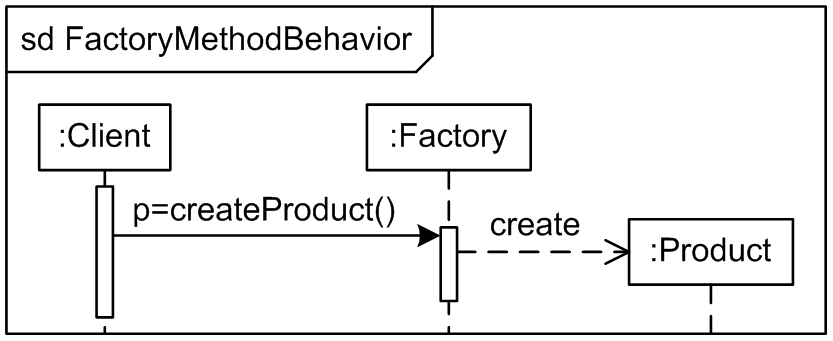 sd FactoryMethodBehavior
:Client
:Factory
p=createProduct()
create
:Product